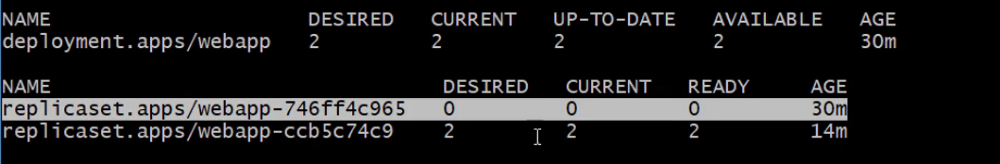 NAME DESIRED CURRENT UP-TO-DATE AVAILABLE AGE
deployment.apps/webapp 2 2 2 2 30m
NAME DESIRED CURRENT READY AGE
replicaset.apps/webapp-746ff4c965 0 0 0 30m
replicaset.apps/webapp-ccb5c74c9 2 2 2 14m